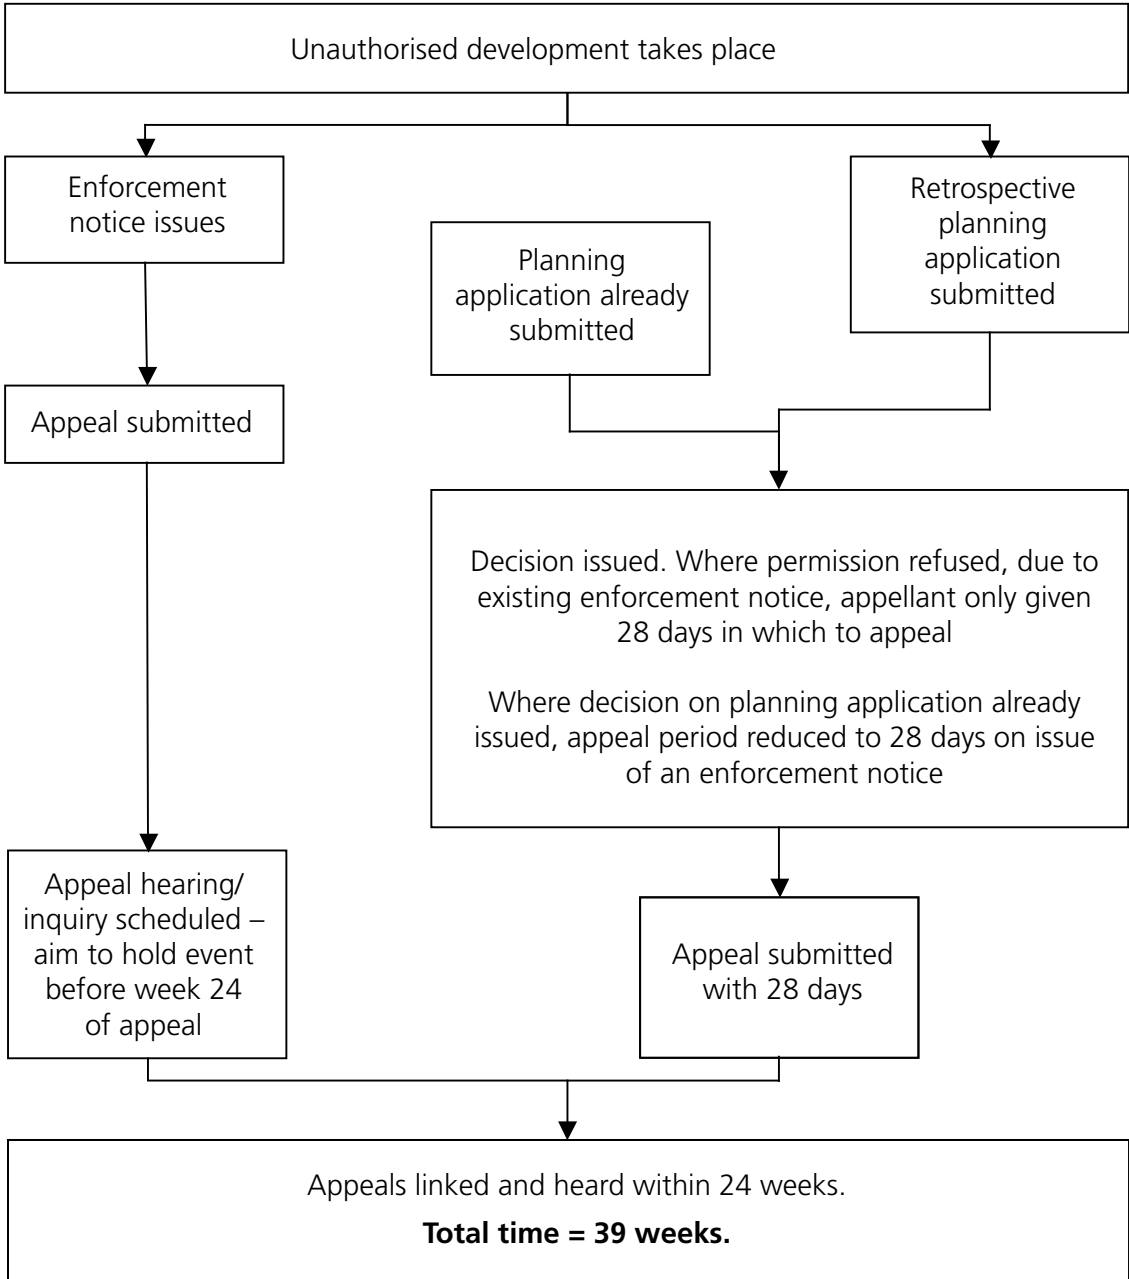 Unauthorised development takes place
Enforcement
notice issues
Planning
application already
submitted
Retrospective
planning
application
submitted
Appeal submitted
Decision issued. Where permission refused, due to
existing enforcement notice, appellant only given
28 days in which to appeal
Where decision on planning application already
issued, appeal period reduced to 28 days on issue
of an enforcement notice
Appeal hearing/
inquiry scheduled –
aim to hold event
before week 24
of appeal
Appeal submitted
with 28 days
Appeals linked and heard within 24 weeks.
Total time = 39 weeks.